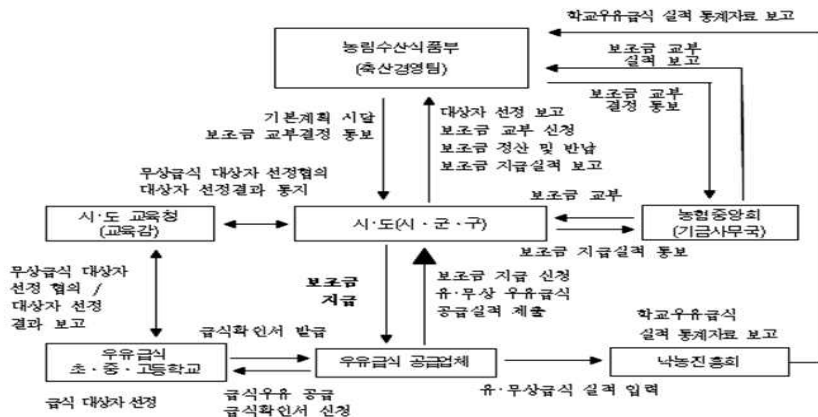 학교우유급식 실적 통계자료 보고
농림수산식품부
(축산경영팀)
보조금 교부
실적 보고
보조금 교부
결정 통보
기본계획 시달
보조금 교부결정 통보
대상자 선정 보고
보조금 교부 신청
보조금 정산 및 반납
보조금 지급실적 보고
무상급식 대상자 선정협의
대상자 선정결과 통지
보조금 교부
시·도 교육청
(교육감)
시·도(시·군·구)
농협중앙회
(기금사무국)
보조금 지급실적 통보
무상급식 대상자
선정 협의 /
대상자 선정
결과 보고
보조금
지급
보조금 지급 신청
유·무상 우유급식
공급실적 제출
학교우유급식
실적 통계자료 보고
급식확인서 발급
우유급식
초·중·고등학교
우유급식 공급업체
낙농진흥회
급식 대상자 선정
급식우유 공급
급식확인서 신청
유·무상급식 실적 입력